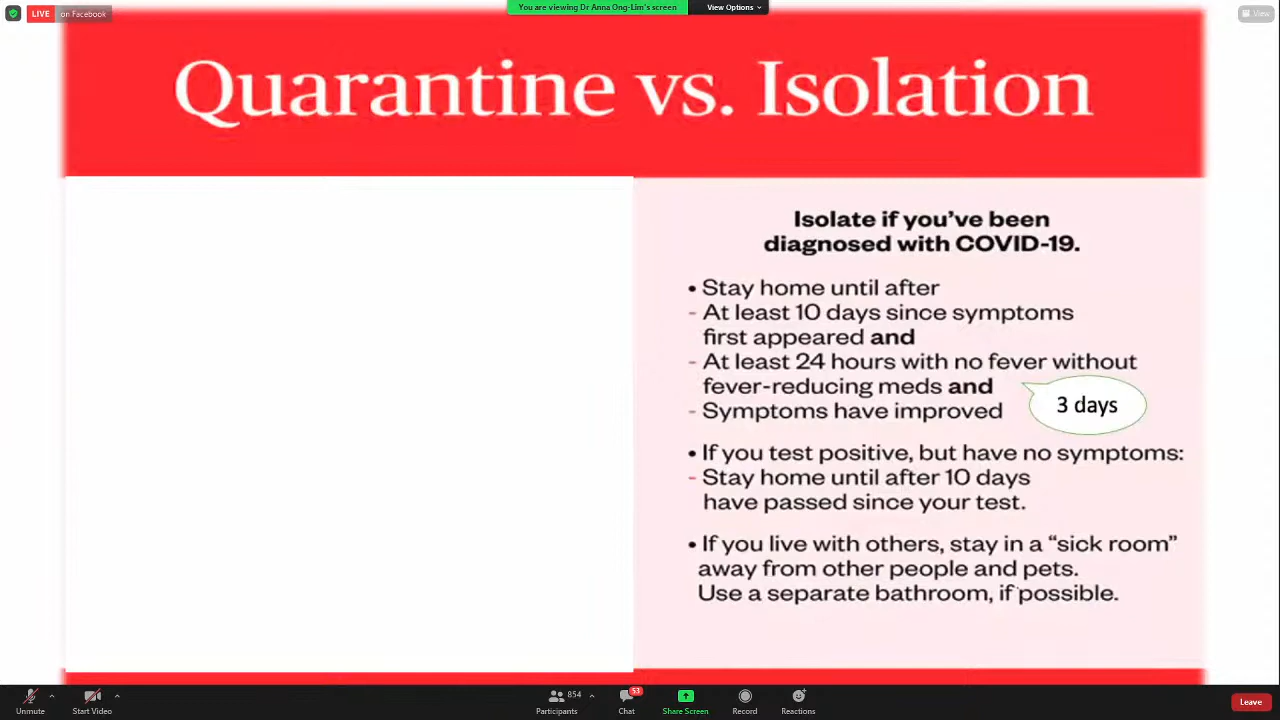 LIVE on Facebook
You are viewing Dr Anna Ong-Lim's screen
View Options
View
Quarantine vs. Isolation
Isolate if you've been
diagnosed with COVID-19.
• Stay home until after
- At least 10 days since symptoms
first appeared and
- At least 24 hours with no fever without
fever-reducing meds and
- Symptoms have improved
3 days
• If you test positive, but have no symptoms:
- Stay home until after 10 days
have passed since your test.
• If you live with others, stay in a “sick room”
away from other people and pets.
Use a separate bathroom, if possible.
Unmute
Start Video
854
Participants
53
Chat
Share Screen
Record
Reactions
Leave